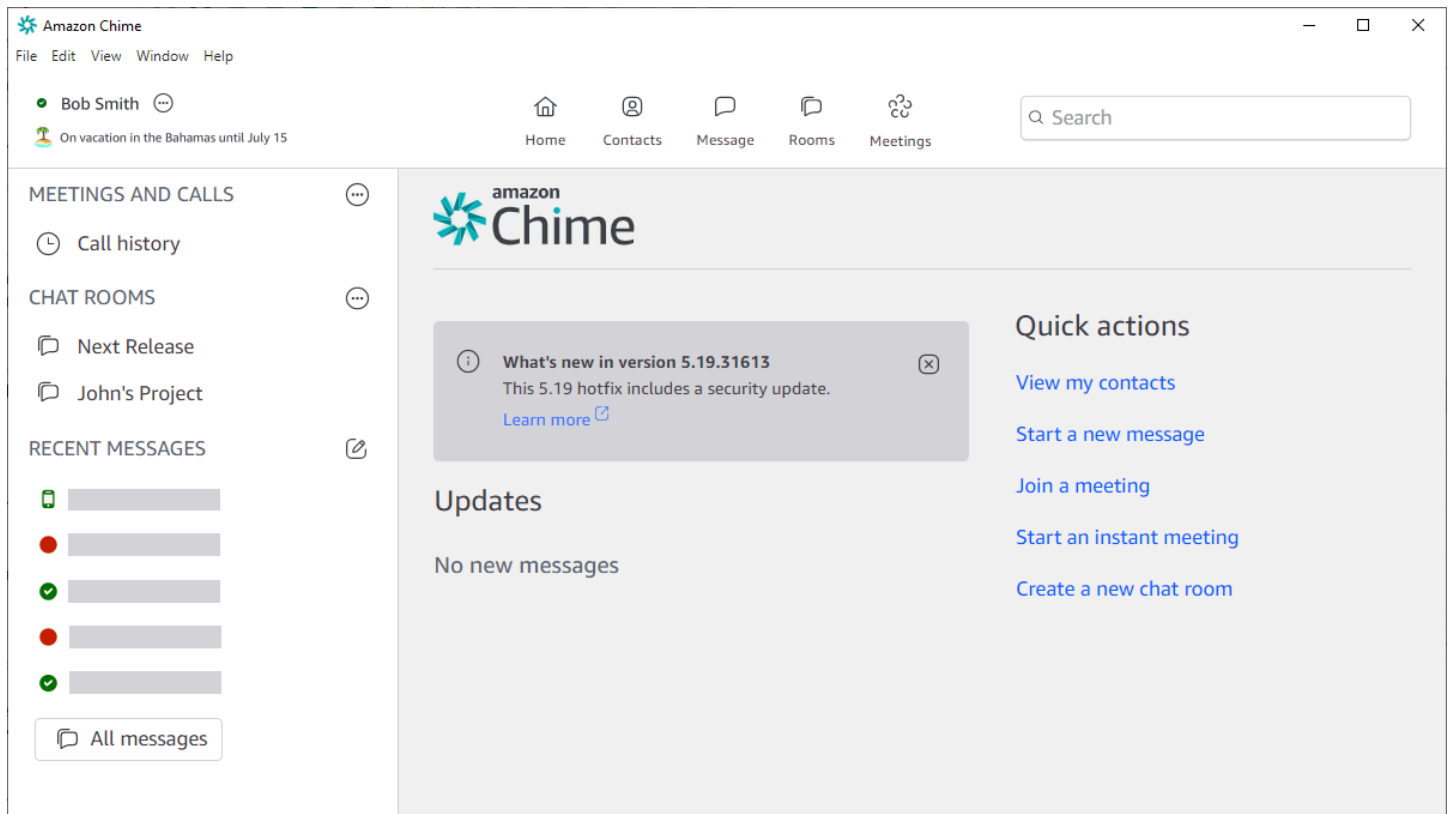 Amazon Chime
File Edit View Window Help
Bob Smith
On vacation in the Bahamas until July 15
Home Contacts Message Rooms Meetings
Search
MEETINGS AND CALLS
Call history
CHAT ROOMS
Next Release
John's Project
RECENT MESSAGES
All messages
amazon
Chime
What's new in version 5.19.31613
This 5.19 hotfix includes a security update.
Learn more
Updates
No new messages
Quick actions
View my contacts
Start a new message
Join a meeting
Start an instant meeting
Create a new chat room